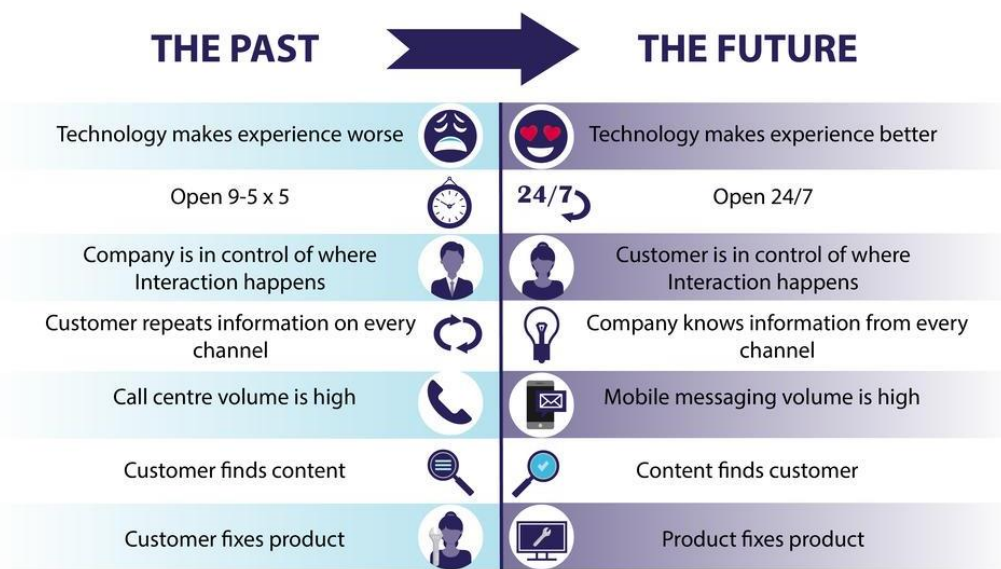 THE PAST
THE FUTURE
Technology makes experience worse
Technology makes experience better
Open 9-5 x 5
24/7
Open 24/7
Company is in control of where
Interaction happens
Customer is in control of where
Interaction happens
Customer repeats information on every
channel
Company knows information from every
channel
Call centre volume is high
Mobile messaging volume is high
Customer finds content
Content finds customer
Customer fixes product
Product fixes product